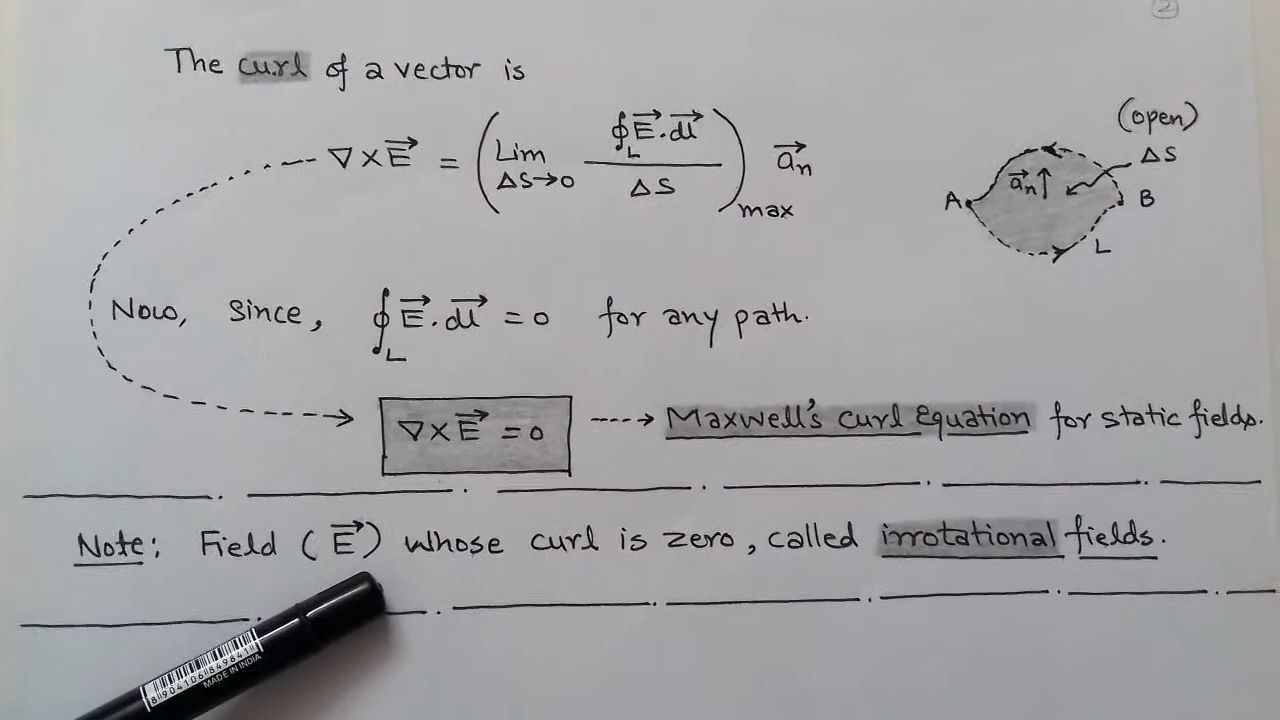 2
The curl of a vector is
∇×E⃗ = (Lim ΔS→0 ∮L E⃗.dl⃗ / ΔS)max a⃗n
(open)
ΔS
a⃗n↑
A
B
L
Now, since, ∮L E⃗.dl⃗ = 0 for any path.
∇×E⃗ = 0 ----> Maxwell's curl Equation for static fields.
Note: Field (E⃗) whose curl is zero, called irrotational fields.
8904106849641
MADE IN INDIA